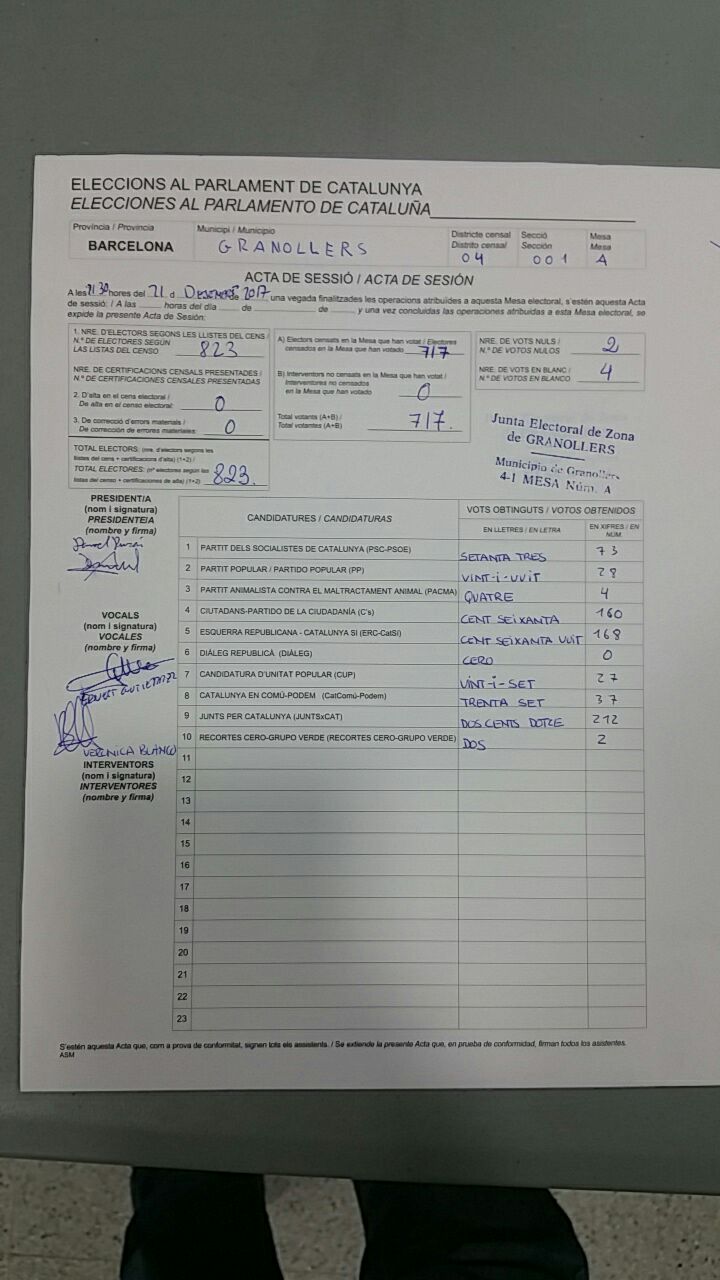 ELECCIONS AL PARLAMENT DE CATALUNYA
ELECCIONES AL PARLAMENTO DE CATALUÑA
Província / Provincia
BARCELONA
Municipi / Municipio
GRANOLLERS
Districte censal
Distrito censal
04
Secció
Sección
001
Mesa
Mesa
A
ACTA DE SESSIÓ / ACTA DE SESIÓN
A les 21 30 hores del 21 d DESEMBRE de 2017 una vegada finalitzades les operacions atribuïdes a aquesta Mesa electoral, s'estén aquesta Acta
de sessió: / A las horas del día de de y una vez concluidas las operaciones atribuidas a esta Mesa electoral, se
expide la presente Acta de Sesión:
1. NRE. D'ELECTORS SEGONS LES LLISTES DEL CENS /
N.º DE ELECTORES SEGÚN
LAS LISTAS DEL CENSO 823
NRE. DE CERTIFICACIONS CENSALS PRESENTADES /
N.º DE CERTIFICACIONES CENSALES PRESENTADAS
2. D'alta en el cens electoral /
De alta en el censo electoral: 0
3. De correcció d'errors materials /
De corrección de errores materiales: 0
TOTAL ELECTORS: (nre. d'electors segons les
llistes del cens + certificacions d'alta) (1+2) /
TOTAL ELECTORES: (nº electores según las
listas del censo + certificaciones de alta) (1+2) 823.
A) Electors censats en la Mesa que han votat / Electores
censados en la Mesa que han votado 717
B) Interventors no censats en la Mesa que han votat /
Interventores no censados
en la Mesa que han votado 0
Total votants (A+B) /
Total votantes (A+B) 717.
NRE. DE VOTS NULS /
N.º DE VOTOS NULOS 2
NRE. DE VOTS EN BLANC /
N.º DE VOTOS EN BLANCO 4
Junta Electoral de Zona
de GRANOLLERS
Municipio de Granollers
4-1 MESA Núm. A
PRESIDENT/A
(nom i signatura)
PRESIDENTE/A
(nombre y firma)
VOCALS
(nom i signatura)
VOCALES
(nombre y firma)
GUTIERREZ
VERONICA BLANCO
INTERVENTORS
(nom i signatura)
INTERVENTORES
(nombre y firma)
CANDIDATURES / CANDIDATURAS
VOTS OBTINGUTS / VOTOS OBTENIDOS
EN LLETRES / EN LETRA
EN XIFRES / EN NÚM.
1 PARTIT DELS SOCIALISTES DE CATALUNYA (PSC-PSOE) SETANTA TRES 73
2 PARTIT POPULAR / PARTIDO POPULAR (PP) VINT-I-VUIT 28
3 PARTIT ANIMALISTA CONTRA EL MALTRACTAMENT ANIMAL (PACMA) QUATRE 4
4 CIUTADANS-PARTIDO DE LA CIUDADANÍA (C's) CENT SEIXANTA 160
5 ESQUERRA REPUBLICANA - CATALUNYA SÍ (ERC-CatSí) CENT SEIXANTA VUIT 168
6 DIÀLEG REPUBLICÀ (DIÀLEG) CERO 0
7 CANDIDATURA D'UNITAT POPULAR (CUP) VINT-I-SET 27
8 CATALUNYA EN COMÚ-PODEM (CatComú-Podem) TRENTA SET 37
9 JUNTS PER CATALUNYA (JUNTSxCAT) DOS CENTS DOTZE 212
10 RECORTES CERO-GRUPO VERDE (RECORTES CERO-GRUPO VERDE) DOS 2
11
12
13
14
15
16
17
18
19
20
21
22
23
S'estén aquesta Acta que, com a prova de conformitat, signen tots els assistents. / Se extiende la presente Acta que, en prueba de conformidad, firman todos los asistentes.
ASM